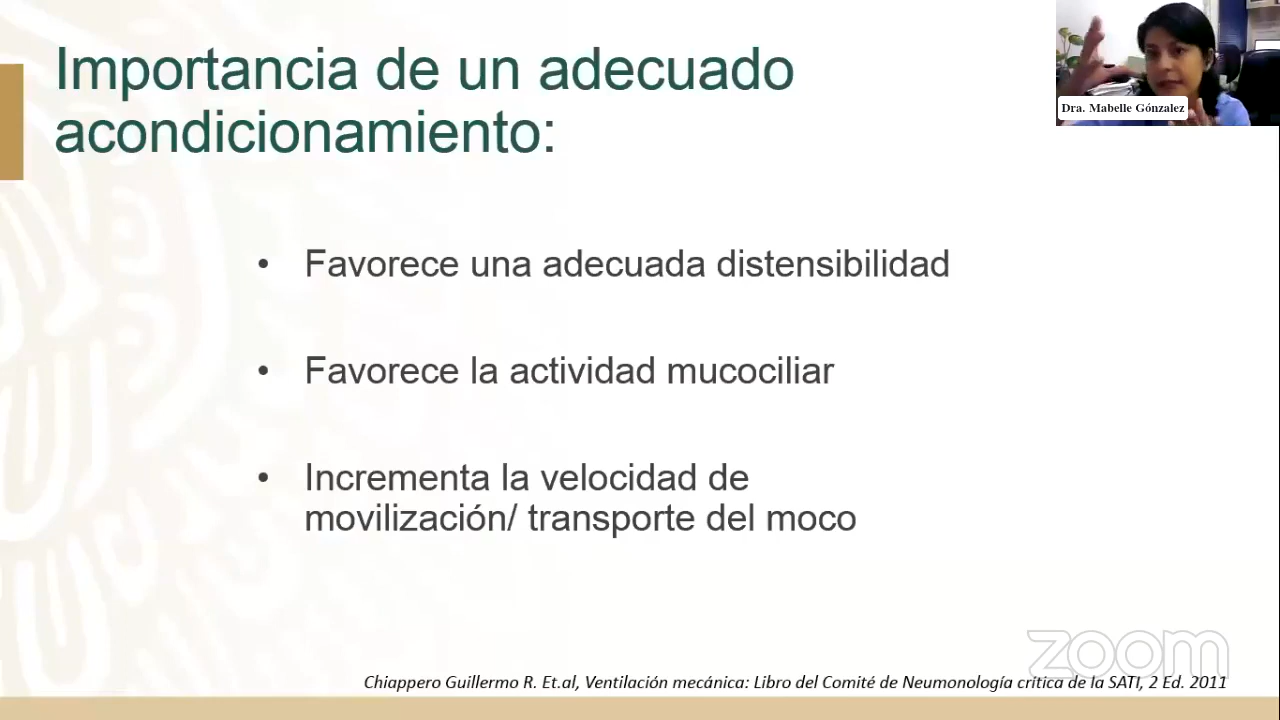 Importancia de un adecuado
acondicionamiento:
Dra. Mabelle Gónzalez
• Favorece una adecuada distensibilidad
• Favorece la actividad mucociliar
• Incrementa la velocidad de
movilización/ transporte del moco
zoom
Chiappero Guillermo R. Et.al, Ventilación mecánica: Libro del Comité de Neumonología crítica de la SATI, 2 Ed. 2011